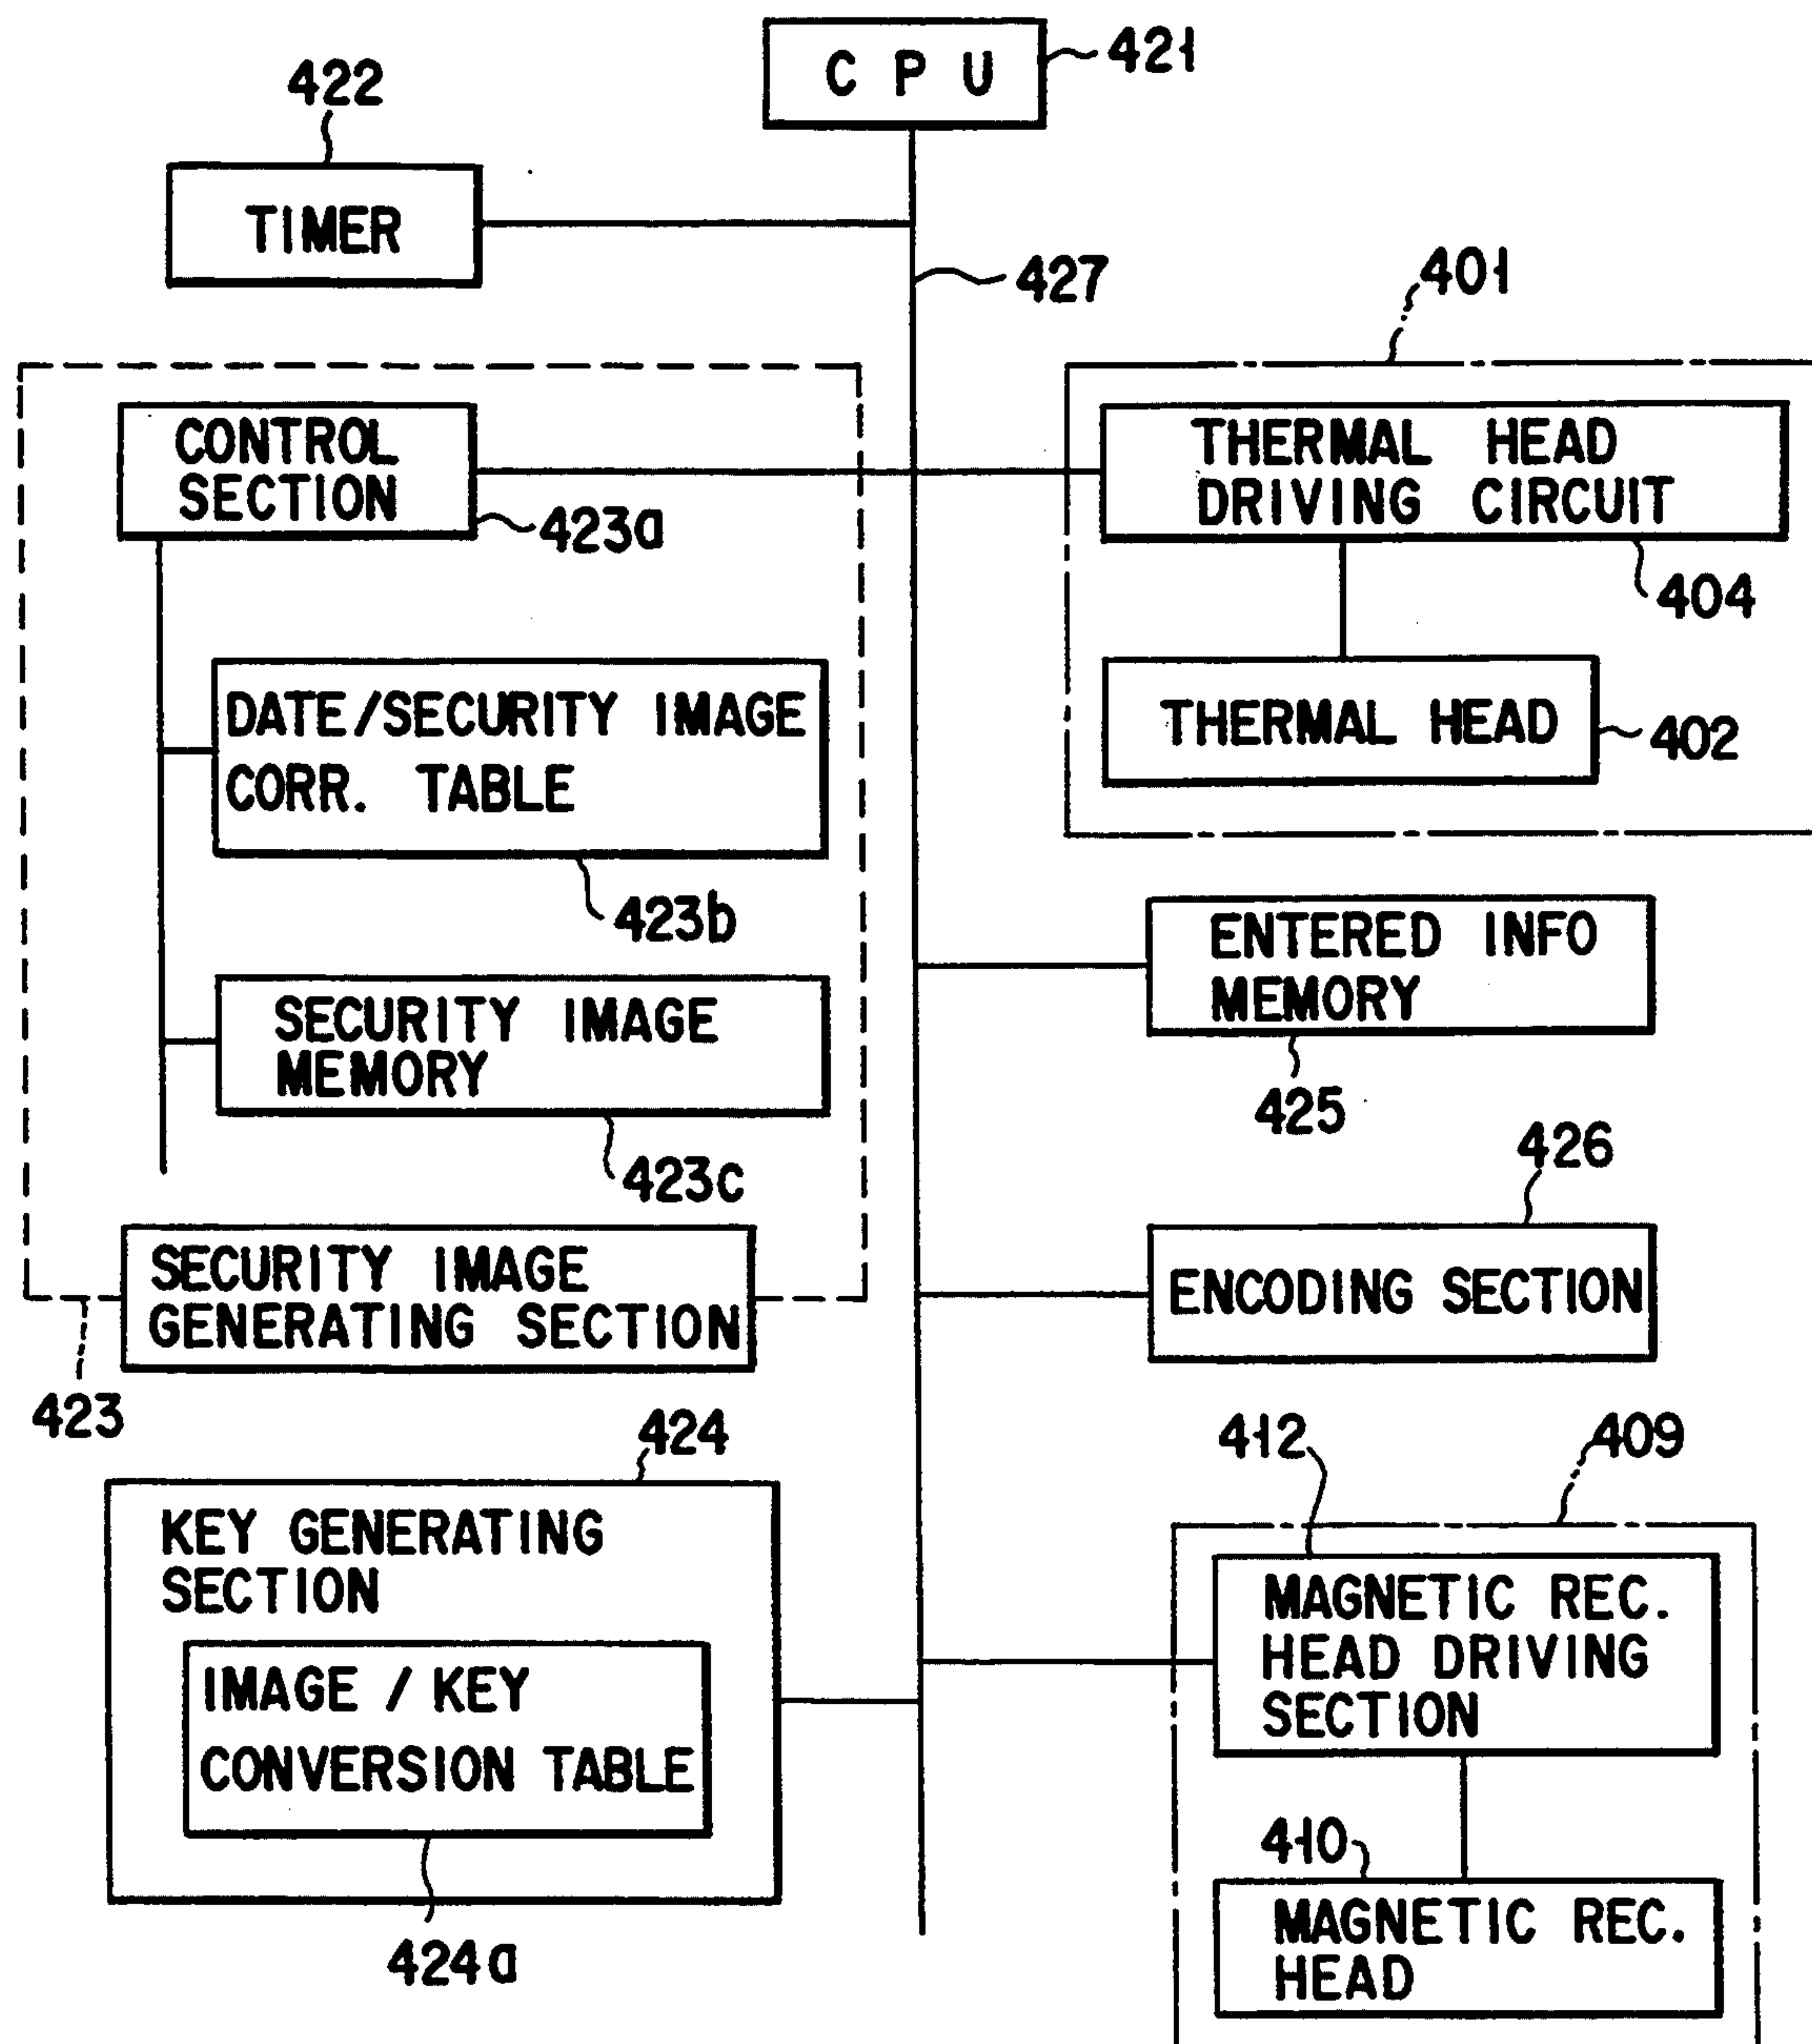 CPU
421
422
TIMER
427
401
CONTROL
SECTION
423a
THERMAL HEAD
DRIVING CIRCUIT
404
THERMAL HEAD
402
DATE/SECURITY IMAGE
CORR. TABLE
423b
ENTERED INFO
MEMORY
425
SECURITY IMAGE
MEMORY
423c
426
ENCODING SECTION
SECURITY IMAGE
GENERATING SECTION
423
424
KEY GENERATING
SECTION
IMAGE / KEY
CONVERSION TABLE
424a
412
409
MAGNETIC REC.
HEAD DRIVING
SECTION
410
MAGNETIC REC.
HEAD